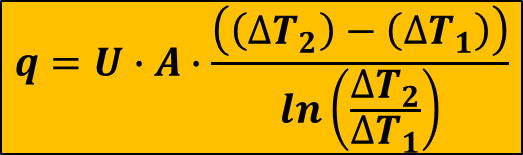 q = U · A · ((ΔT₂) − (ΔT₁)) / ln(ΔT₂/ΔT₁)